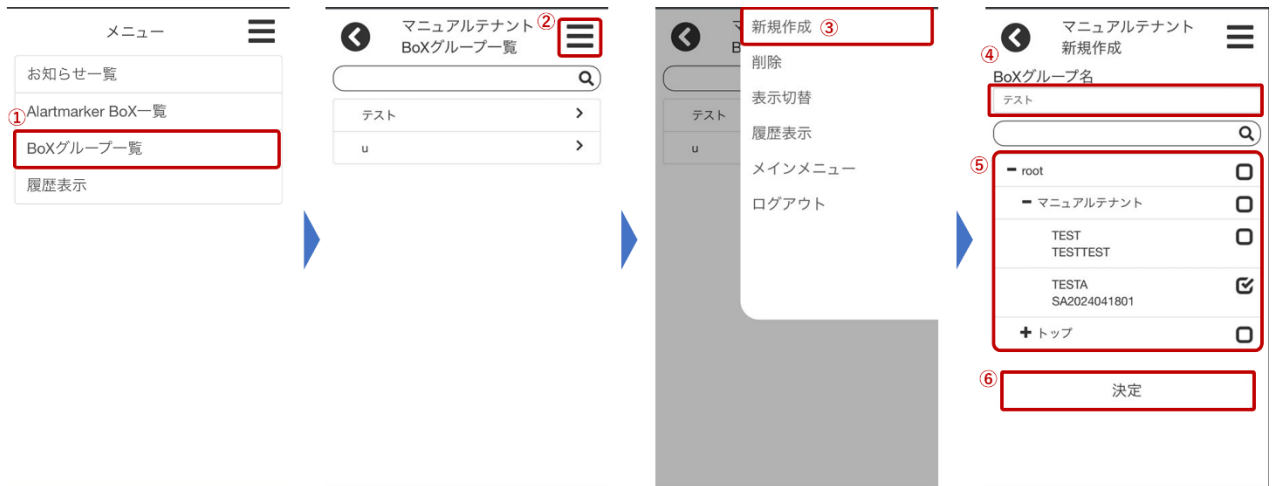 メニュー
お知らせ一覧
① Alartmarker BoX一覧
BoXグループ一覧
履歴表示
マニュアルテナント ②
BoXグループ一覧
テスト
u
マ
B
テスト
u
新規作成 ③
削除
表示切替
履歴表示
メインメニュー
ログアウト
マニュアルテナント
新規作成
④
BoXグループ名
テスト
⑤
root
マニュアルテナント
TEST
TESTTEST
TESTA
SA2024041801
トップ
⑥
決定